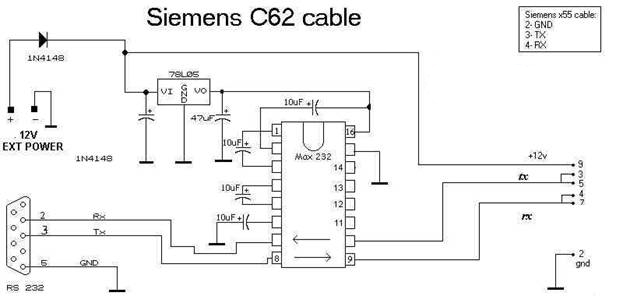 Siemens C62 cable
Siemens x55 cable:
2- GND
3- TX
4- RX
1N4148
78L05
VI
GND
VO
47uF
10uF
+
-
12V
EXT POWER
1N4148
10uF
1
16
Max 232
14
13
12
11
10uF
10uF
8
9
+12v
9
3
tx
5
4
7
rx
2
gnd
2
Rx
3
Tx
5
GND
RS 232